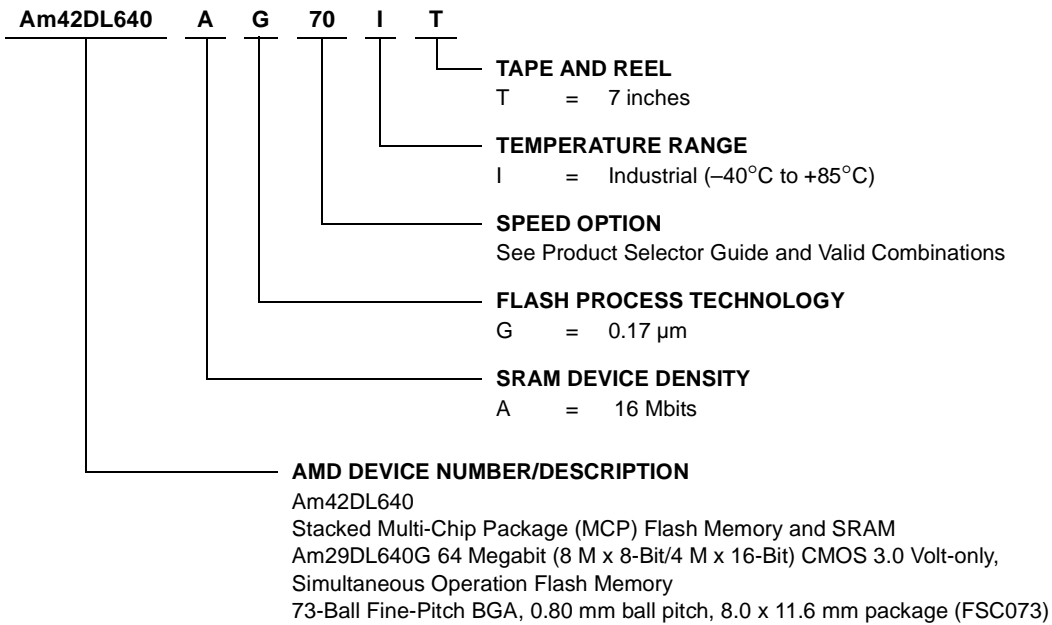 Am42DL640 A G 70 I T
TAPE AND REEL
T = 7 inches
TEMPERATURE RANGE
I = Industrial (–40°C to +85°C)
SPEED OPTION
See Product Selector Guide and Valid Combinations
FLASH PROCESS TECHNOLOGY
G = 0.17 µm
SRAM DEVICE DENSITY
A = 16 Mbits
AMD DEVICE NUMBER/DESCRIPTION
Am42DL640
Stacked Multi-Chip Package (MCP) Flash Memory and SRAM
Am29DL640G 64 Megabit (8 M x 8-Bit/4 M x 16-Bit) CMOS 3.0 Volt-only,
Simultaneous Operation Flash Memory
73-Ball Fine-Pitch BGA, 0.80 mm ball pitch, 8.0 x 11.6 mm package (FSC073)